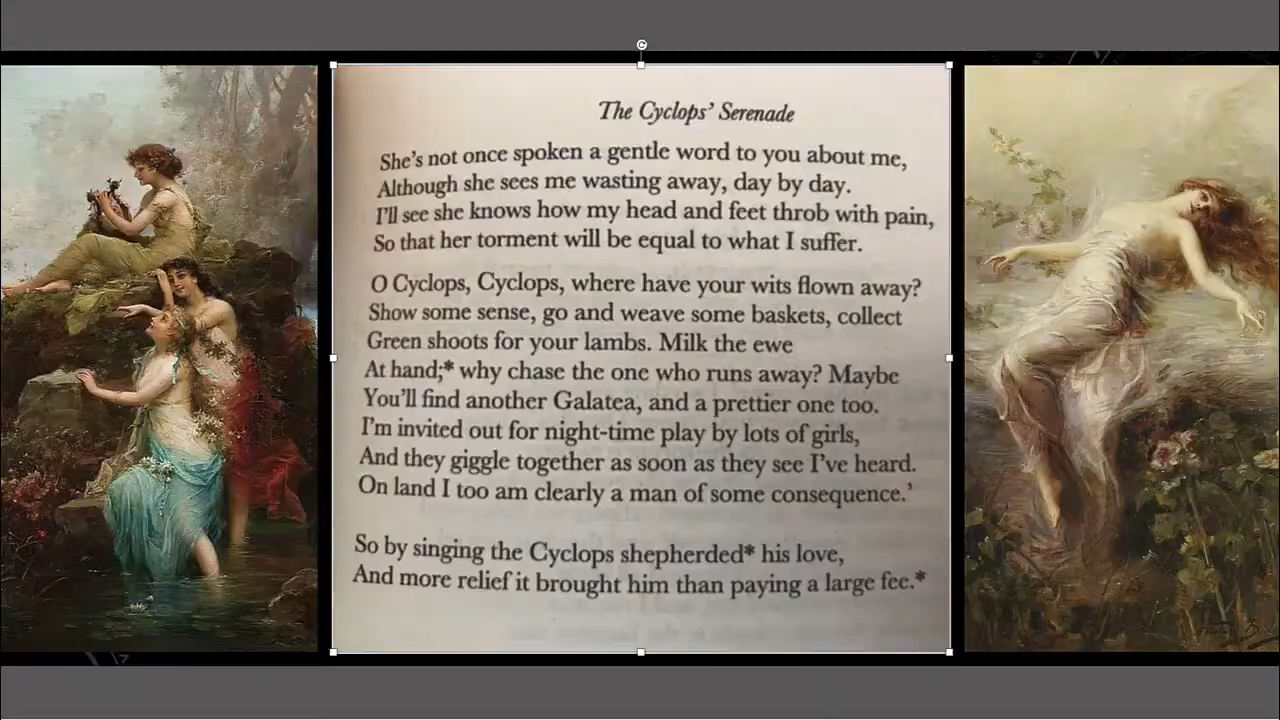 The Cyclops' Serenade
She's not once spoken a gentle word to you about me,
Although she sees me wasting away, day by day.
I'll see she knows how my head and feet throb with pain,
So that her torment will be equal to what I suffer.
O Cyclops, Cyclops, where have your wits flown away?
Show some sense, go and weave some baskets, collect
Green shoots for your lambs. Milk the ewe
At hand;* why chase the one who runs away? Maybe
You'll find another Galatea, and a prettier one too.
I'm invited out for night-time play by lots of girls,
And they giggle together as soon as they see I've heard.
On land I too am clearly a man of some consequence.'
So by singing the Cyclops shepherded* his love,
And more relief it brought him than paying a large fee.*